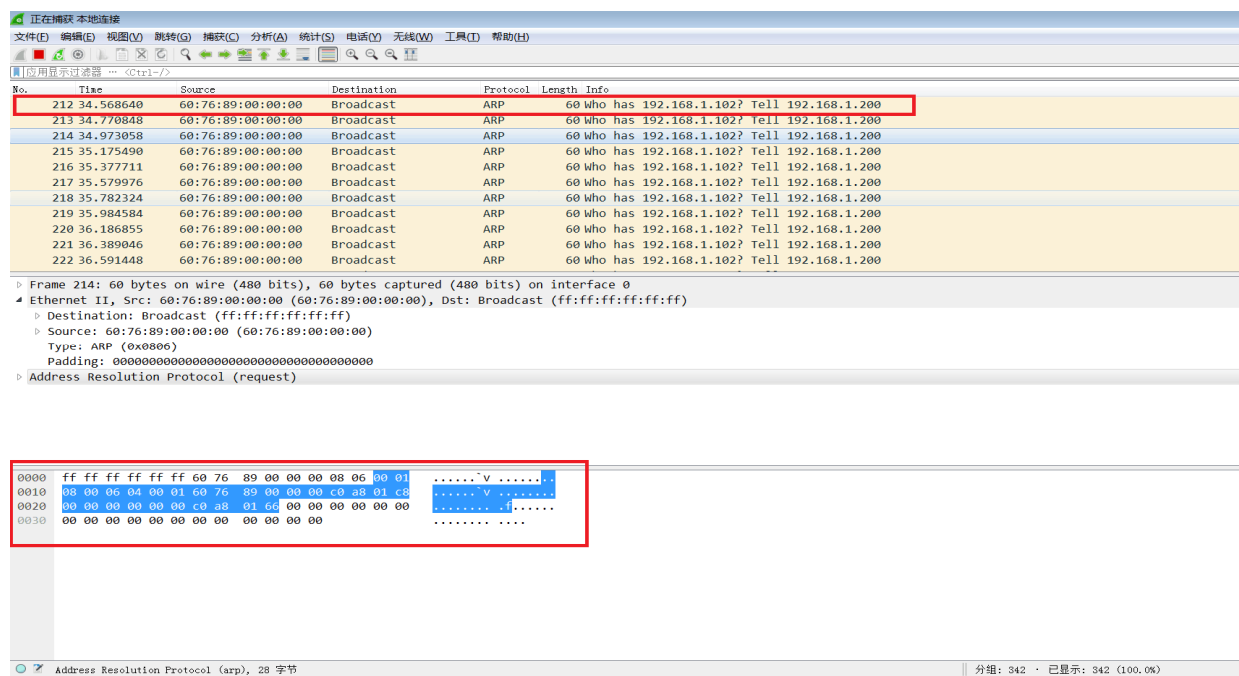 正在捕获 本地连接
文件(F) 编辑(E) 视图(V) 跳转(G) 捕获(C) 分析(A) 统计(S) 电话(Y) 无线(W) 工具(T) 帮助(H)
应用显示过滤器 … <Ctrl-/>
No. Time Source Destination Protocol Length Info
212 34.568640 60:76:89:00:00:00 Broadcast ARP 60 Who has 192.168.1.102? Tell 192.168.1.200
213 34.770848 60:76:89:00:00:00 Broadcast ARP 60 Who has 192.168.1.102? Tell 192.168.1.200
214 34.973058 60:76:89:00:00:00 Broadcast ARP 60 Who has 192.168.1.102? Tell 192.168.1.200
215 35.175490 60:76:89:00:00:00 Broadcast ARP 60 Who has 192.168.1.102? Tell 192.168.1.200
216 35.377711 60:76:89:00:00:00 Broadcast ARP 60 Who has 192.168.1.102? Tell 192.168.1.200
217 35.579976 60:76:89:00:00:00 Broadcast ARP 60 Who has 192.168.1.102? Tell 192.168.1.200
218 35.782324 60:76:89:00:00:00 Broadcast ARP 60 Who has 192.168.1.102? Tell 192.168.1.200
219 35.984584 60:76:89:00:00:00 Broadcast ARP 60 Who has 192.168.1.102? Tell 192.168.1.200
220 36.186855 60:76:89:00:00:00 Broadcast ARP 60 Who has 192.168.1.102? Tell 192.168.1.200
221 36.389046 60:76:89:00:00:00 Broadcast ARP 60 Who has 192.168.1.102? Tell 192.168.1.200
222 36.591448 60:76:89:00:00:00 Broadcast ARP 60 Who has 192.168.1.102? Tell 192.168.1.200
Frame 214: 60 bytes on wire (480 bits), 60 bytes captured (480 bits) on interface 0
Ethernet II, Src: 60:76:89:00:00:00 (60:76:89:00:00:00), Dst: Broadcast (ff:ff:ff:ff:ff:ff)
Destination: Broadcast (ff:ff:ff:ff:ff:ff)
Source: 60:76:89:00:00:00 (60:76:89:00:00:00)
Type: ARP (0x0806)
Padding: 000000000000000000000000000000000000
Address Resolution Protocol (request)
0000 ff ff ff ff ff ff 60 76 89 00 00 00 08 06 00 01 ......`v ........
0010 08 00 06 04 00 01 60 76 89 00 00 00 c0 a8 01 c8 ......`v ........
0020 00 00 00 00 00 00 c0 a8 01 66 00 00 00 00 00 00 ........ .f......
0030 00 00 00 00 00 00 00 00 00 00 00 00 ........ ....
Address Resolution Protocol (arp), 28 字节 分组: 342 · 已显示: 342 (100.0%)